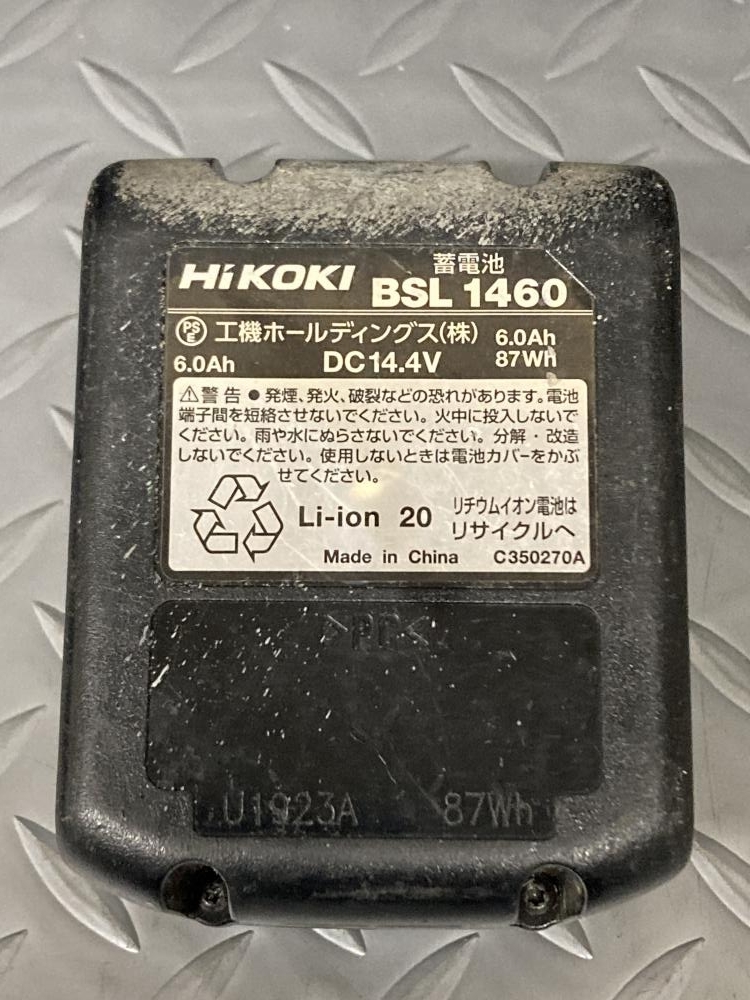 蓄電池
HiKOKI BSL 1460
PSE 工機ホールディングス(株) 6.0Ah
6.0Ah DC14.4V 87Wh
⚠警告 ● 発煙、発火、破裂などの恐れがあります。電池
端子間を短絡させないでください。火中に投入しないで
ください。雨や水にぬらさないでください。分解・改造
しないでください。使用しないときは電池カバーをかぶ
せてください。
Li-ion 20 リチウムイオン電池は
リサイクルへ
Made in China C350270A
>PC<
U1923A 87Wh